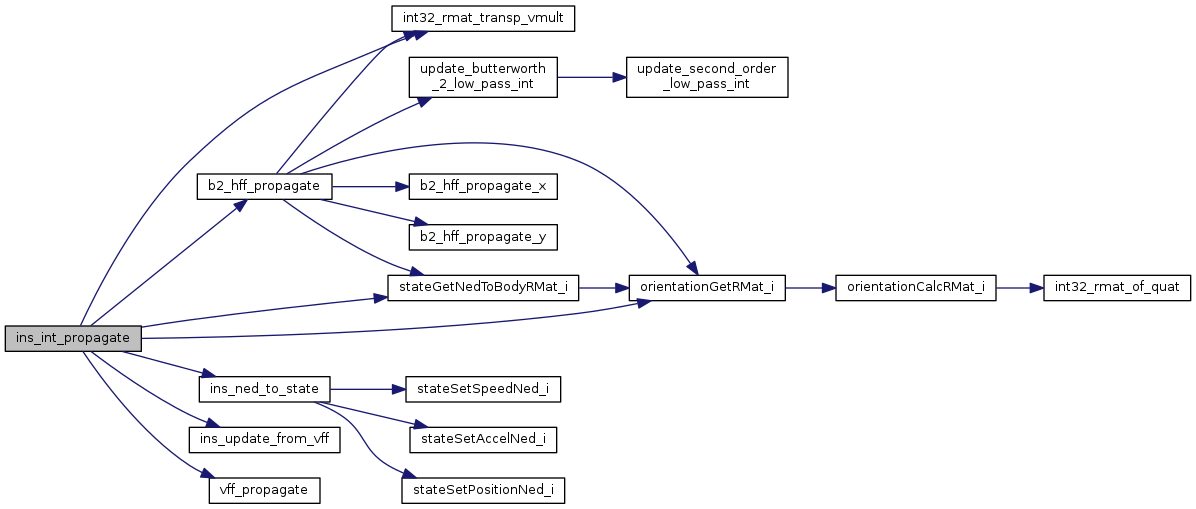 int32_rmat_transp_vmult
update_butterworth
_2_low_pass_int
update_second_order
_low_pass_int
b2_hff_propagate
b2_hff_propagate_x
b2_hff_propagate_y
stateGetNedToBodyRMat_i
orientationGetRMat_i
orientationCalcRMat_i
int32_rmat_of_quat
ins_int_propagate
ins_ned_to_state
stateSetSpeedNed_i
ins_update_from_vff
stateSetAccelNed_i
vff_propagate
stateSetPositionNed_i